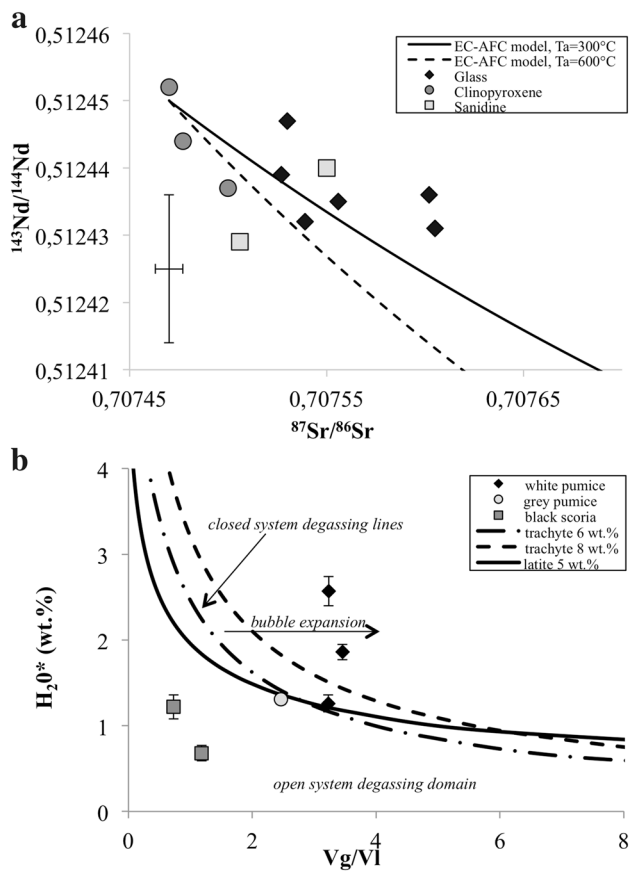 a
0,51246
0,51245
0,51244
0,51243
0,51242
0,51241
143Nd/144Nd
EC-AFC model, Ta=300°C
EC-AFC model, Ta=600°C
Glass
Clinopyroxene
Sanidine
0,70745
0,70755
0,70765
87Sr/86Sr
b
4
3
2
1
0
H20* (wt.%)
white pumice
grey pumice
black scoria
trachyte 6 wt.%
trachyte 8 wt.%
latite 5 wt.%
closed system degassing lines
bubble expansion
open system degassing domain
0
2
4
6
8
Vg/Vl